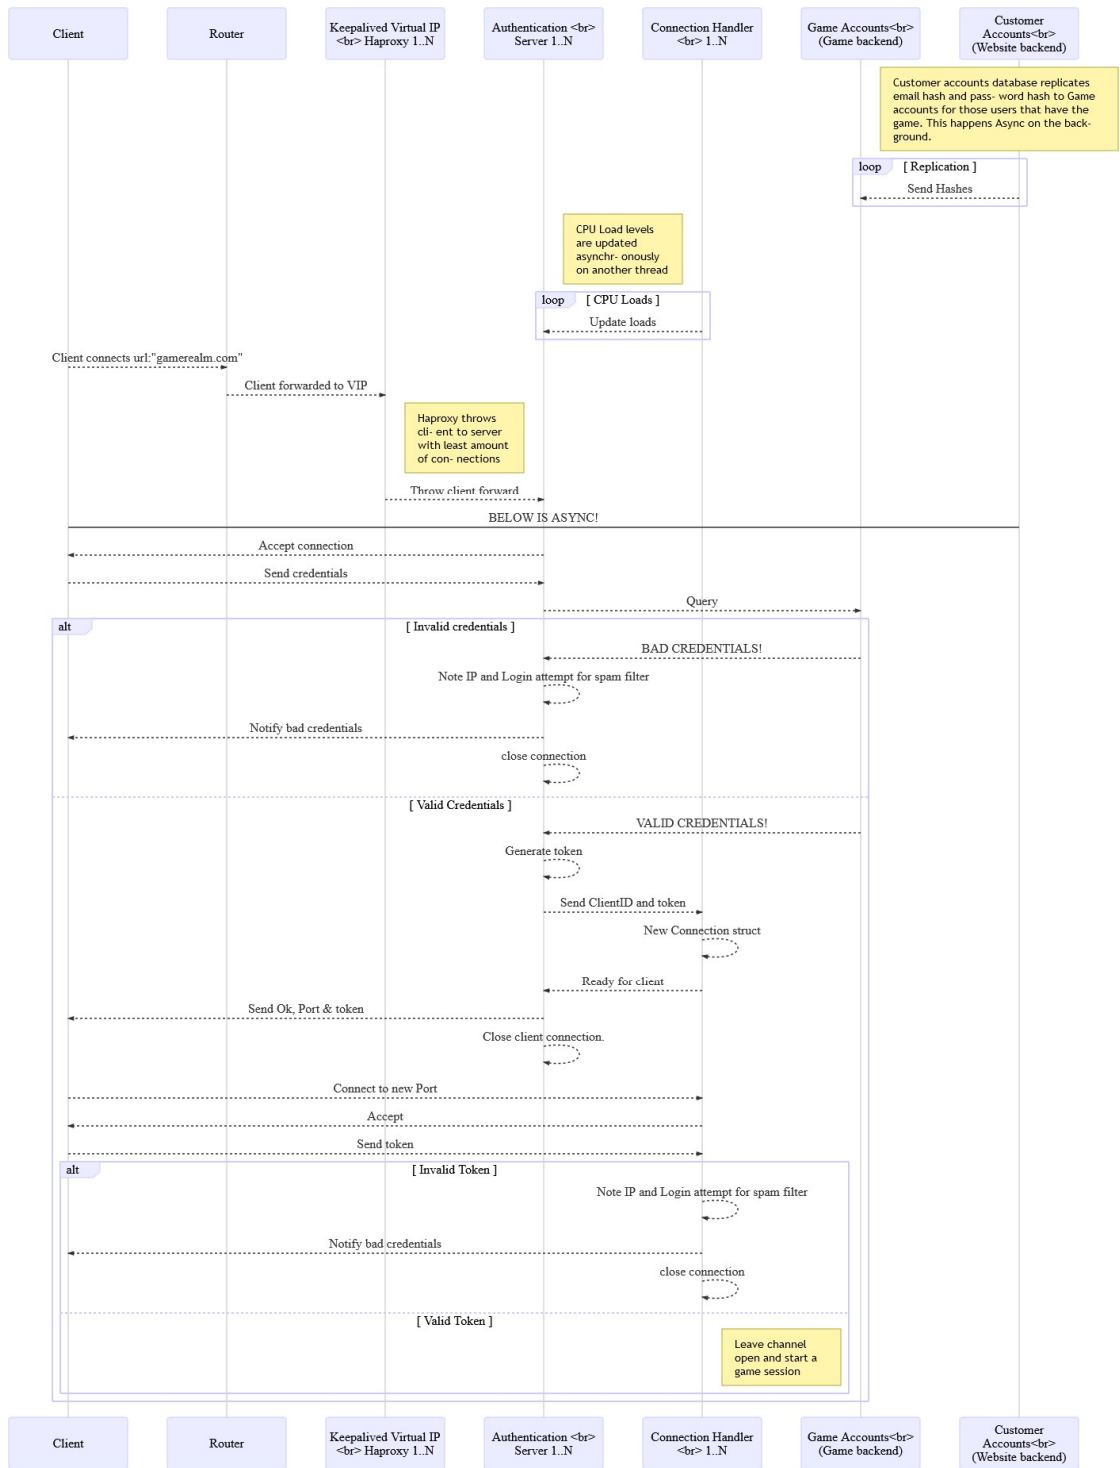 Client
Router
Keepalived Virtual IP
<br> Haproxy 1..N
Authentication <br>
Server 1..N
Connection Handler
<br> 1..N
Game Accounts<br>
(Game backend)
Customer
Accounts<br>
(Website backend)
Customer accounts database replicates
email hash and pass- word hash to Game
accounts for those users that have the
game. This happens Async on the back-
ground.
loop
[ Replication ]
Send Hashes
CPU Load levels
are updated
asynchr- onously
on another thread
loop
[ CPU Loads ]
Update loads
Client connects url:"gamerealm.com"
Client forwarded to VIP
Haproxy throws
cli- ent to server
with least amount
of con- nections
Throw client forward
BELOW IS ASYNC!
Accept connection
Send credentials
Query
alt
[ Invalid credentials ]
BAD CREDENTIALS!
Note IP and Login attempt for spam filter
Notify bad credentials
close connection
[ Valid Credentials ]
VALID CREDENTIALS!
Generate token
Send ClientID and token
New Connection struct
Ready for client
Send Ok, Port & token
Close client connection.
Connect to new Port
Accept
Send token
alt
[ Invalid Token ]
Note IP and Login attempt for spam filter
Notify bad credentials
close connection
[ Valid Token ]
Leave channel
open and start a
game session
Client
Router
Keepalived Virtual IP
<br> Haproxy 1..N
Authentication <br>
Server 1..N
Connection Handler
<br> 1..N
Game Accounts<br>
(Game backend)
Customer
Accounts<br>
(Website backend)